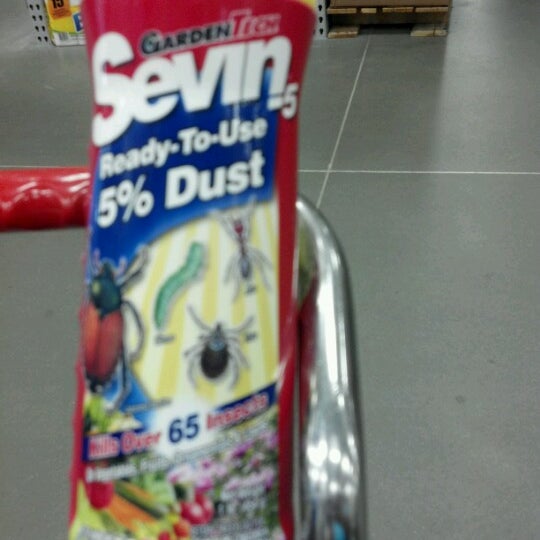 GARDENTECH
Sevin-5
Ready-To-Use
5% Dust
Kills Over 65 Insects